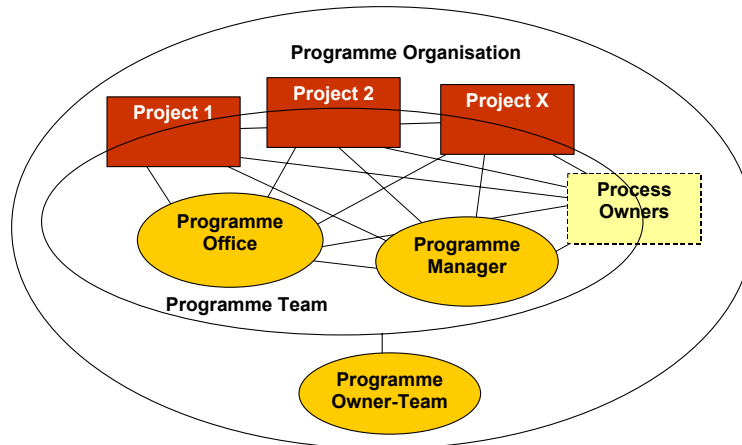 Programme Organisation
Project 1
Project 2
Project X
Process
Owners
Programme
Office
Programme
Manager
Programme Team
Programme
Owner-Team